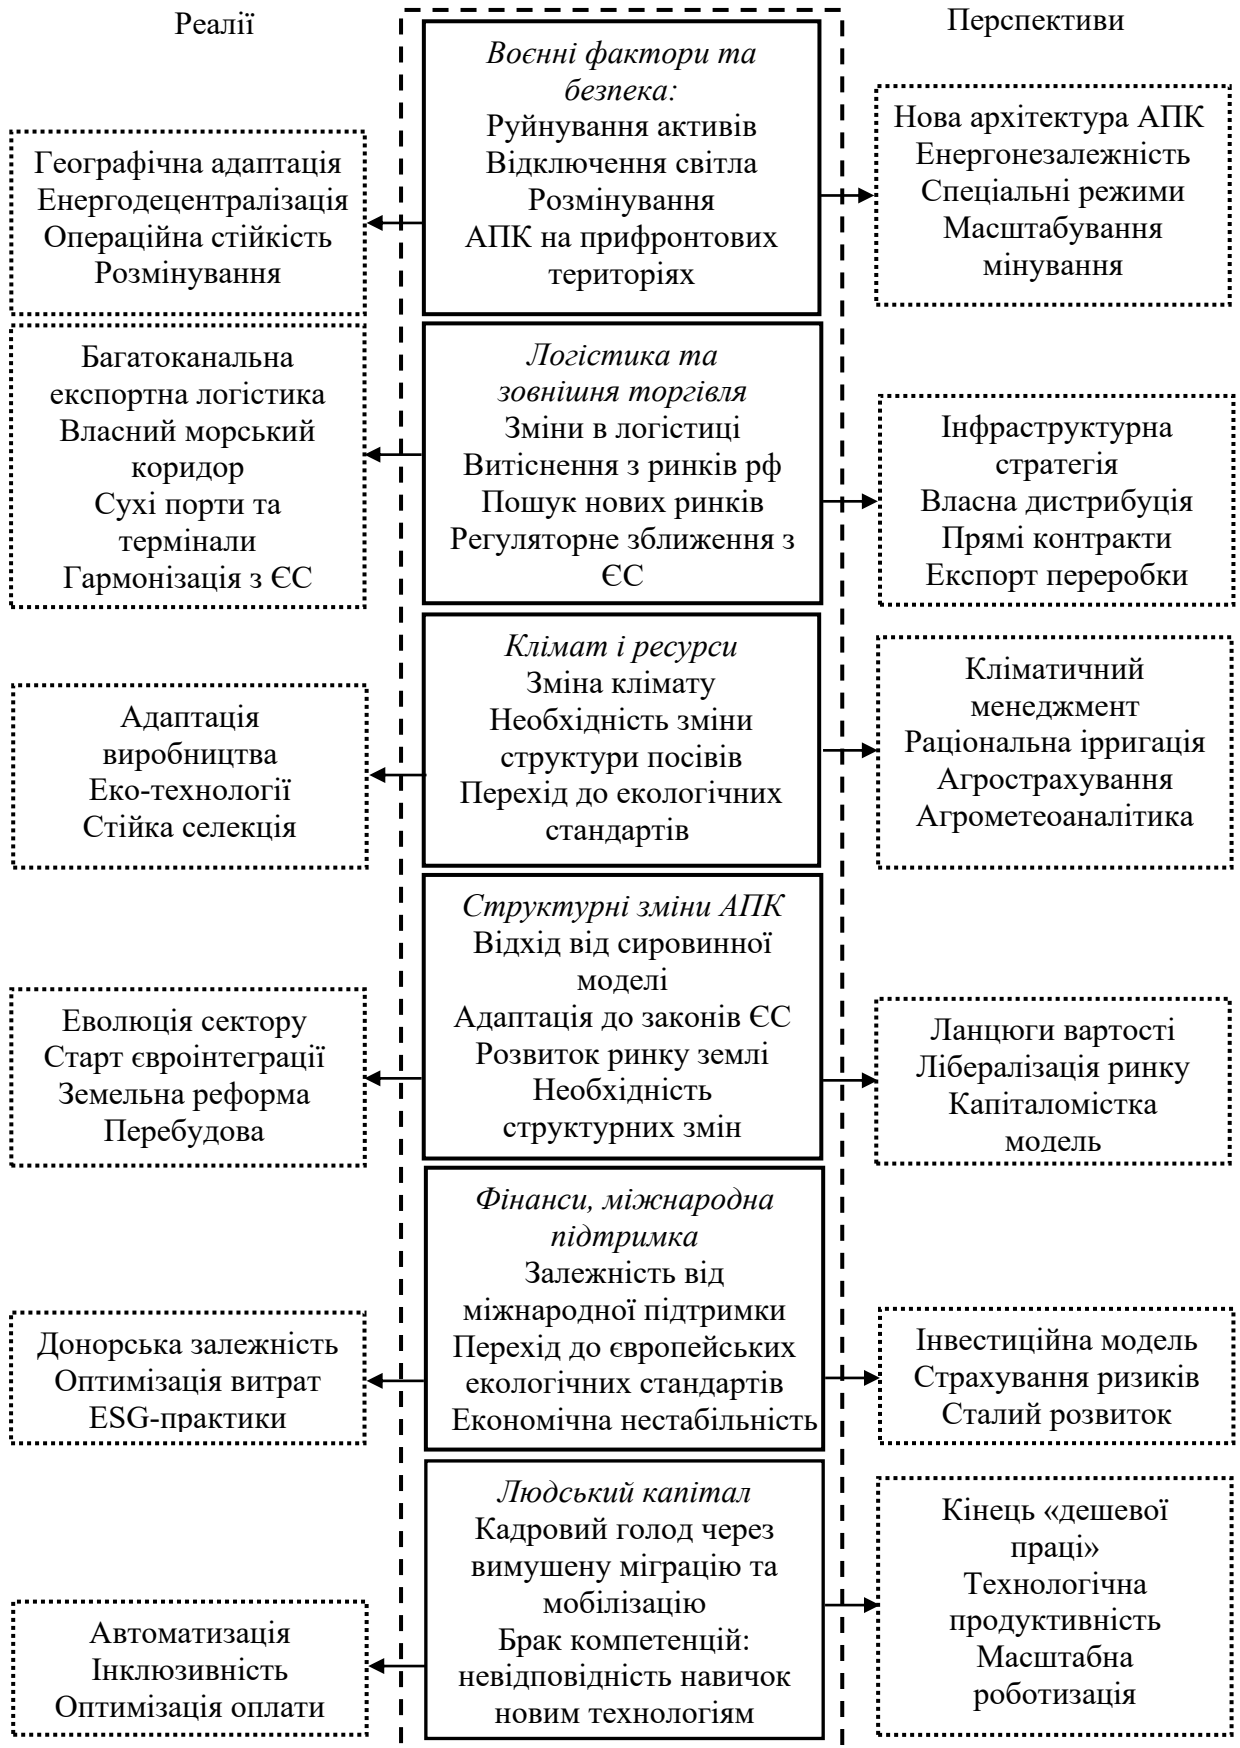 Реалії
Перспективи
Воєнні фактори та
безпека:
Руйнування активів
Відключення світла
Розмінування
АПК на прифронтових
територіях
Географічна адаптація
Енергодецентралізація
Операційна стійкість
Розмінування
Нова архітектура АПК
Енергонезалежність
Спеціальні режими
Масштабування
мінування
Логістика та
зовнішня торгівля
Зміни в логістиці
Витіснення з ринків рф
Пошук нових ринків
Регуляторне зближення з
ЄС
Багатоканальна
експортна логістика
Власний морський
коридор
Сухі порти та
термінали
Гармонізація з ЄС
Інфраструктурна
стратегія
Власна дистрибуція
Прямі контракти
Експорт переробки
Клімат і ресурси
Зміна клімату
Необхідність зміни
структури посівів
Перехід до екологічних
стандартів
Адаптація
виробництва
Еко-технології
Стійка селекція
Кліматичний
менеджмент
Раціональна ірригація
Агрострахування
Агрометеоаналітика
Структурні зміни АПК
Відхід від сировинної
моделі
Адаптація до законів ЄС
Розвиток ринку землі
Необхідність
структурних змін
Еволюція сектору
Старт євроінтеграції
Земельна реформа
Перебудова
Ланцюги вартості
Лібералізація ринку
Капіталомістка
модель
Фінанси, міжнародна
підтримка
Залежність від
міжнародної підтримки
Перехід до європейських
екологічних стандартів
Економічна нестабільність
Донорська залежність
Оптимізація витрат
ESG-практики
Інвестиційна модель
Страхування ризиків
Сталий розвиток
Людський капітал
Кадровий голод через
вимушену міграцію та
мобілізацію
Брак компетенцій:
невідповідність навичок
новим технологіям
Автоматизація
Інклюзивність
Оптимізація оплати
Кінець «дешевої
праці»
Технологічна
продуктивність
Масштабна
роботизація